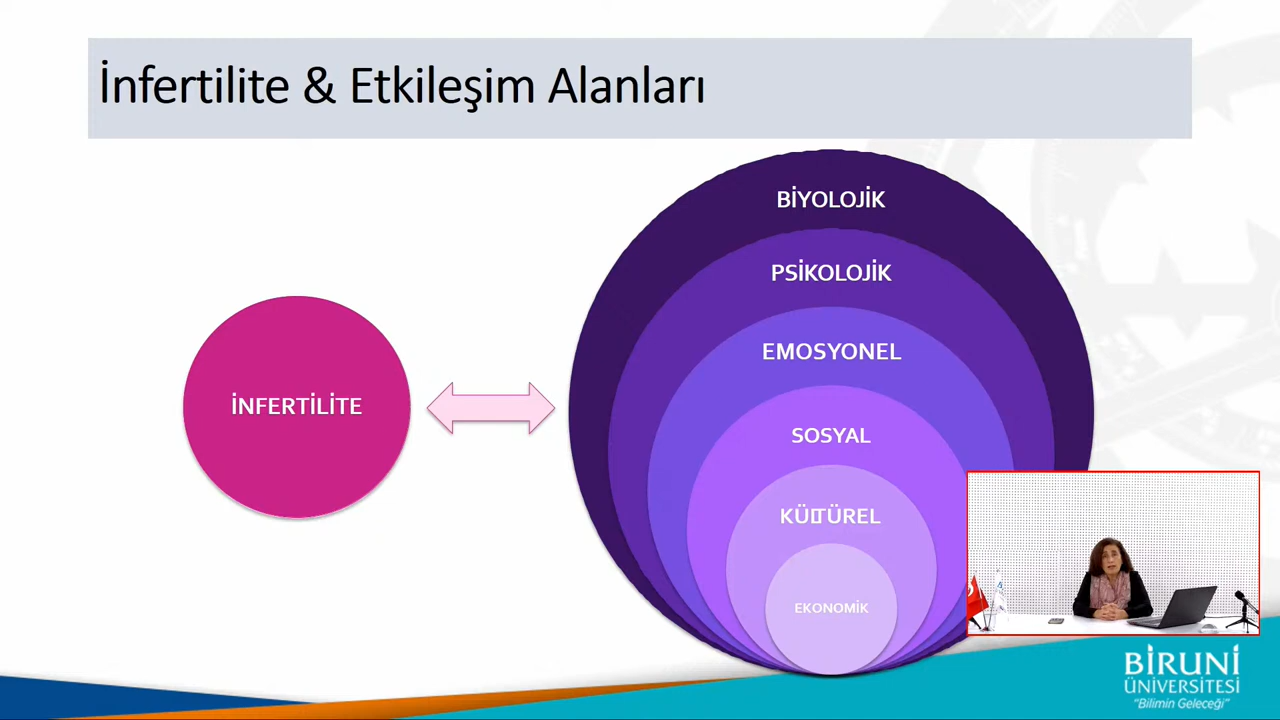 İnfertilite & Etkileşim Alanları
BİYOLOJİK
PSİKOLOJİK
EMOSYONEL
İNFERTİLİTE
SOSYAL
KÜLTÜREL
EKONOMİK
BİRUNİ
ÜNİVERSİTESİ
"Bilimin Geleceği"